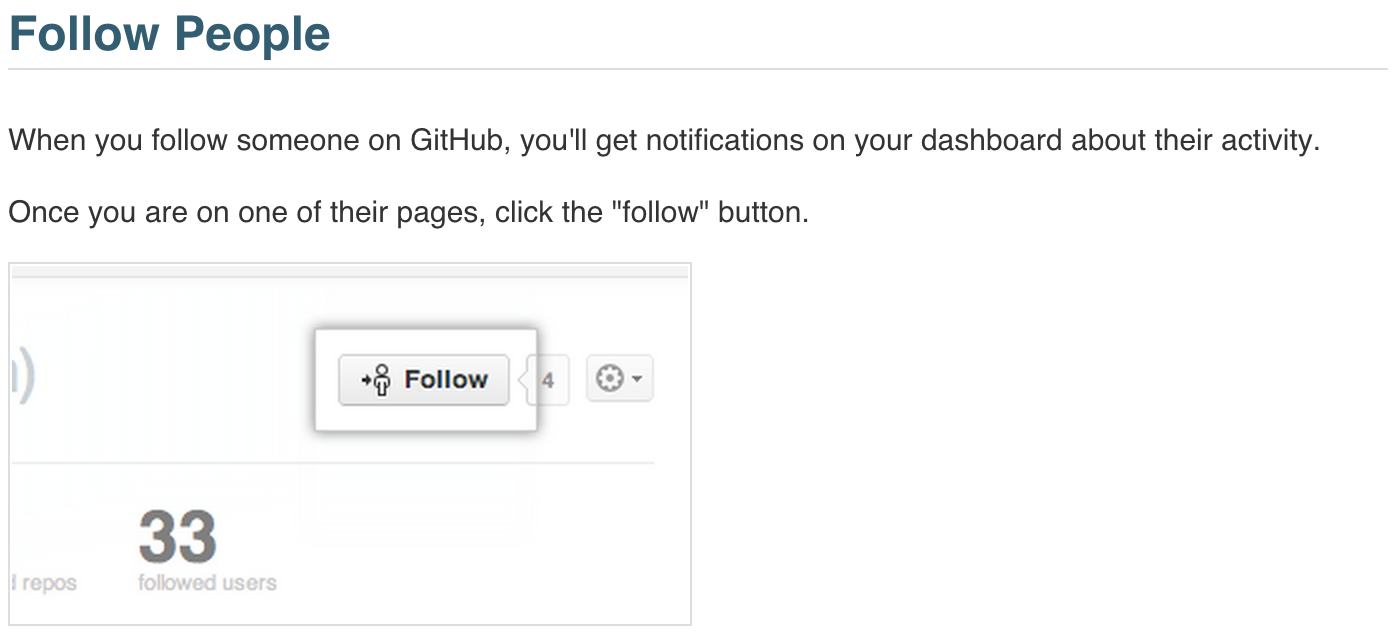 Follow People
When you follow someone on GitHub, you'll get notifications on your dashboard about their activity.
Once you are on one of their pages, click the "follow" button.
)
Follow 4
33
repos followed users